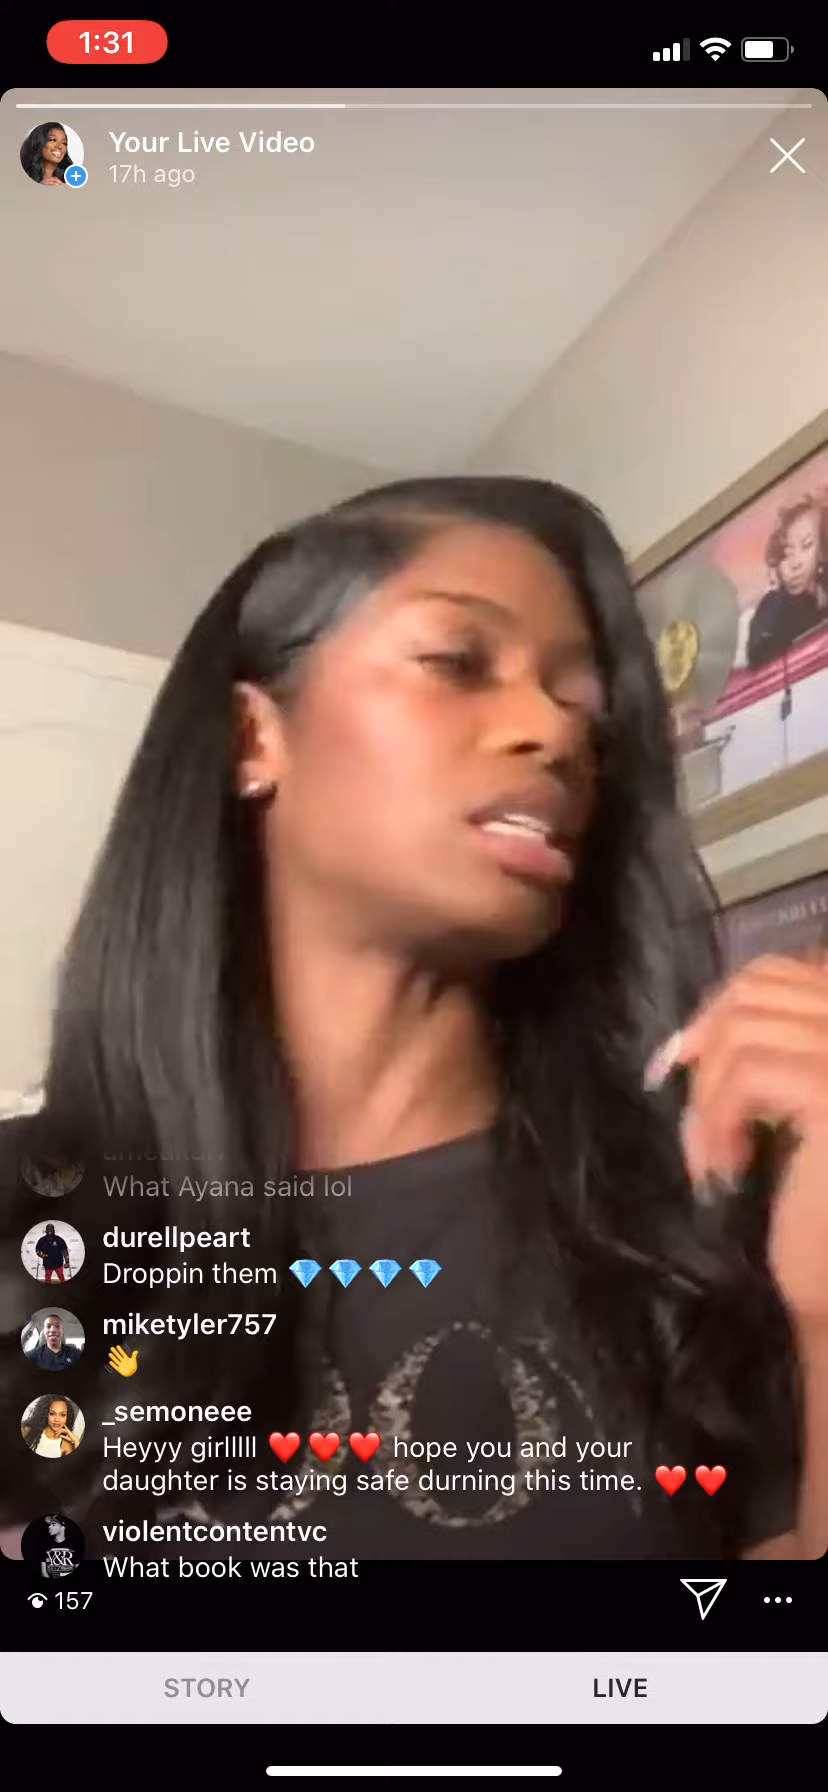 1:31
Your Live Video
17h ago
What Ayana said lol
durellpeart
Droppin them 💎💎💎💎
miketyler757
👋
_semoneee
Heyyy girlllll ❤️❤️❤️ hope you and your
daughter is staying safe durning this time. ❤️❤️
violentcontentvc
What book was that
157
STORY
LIVE